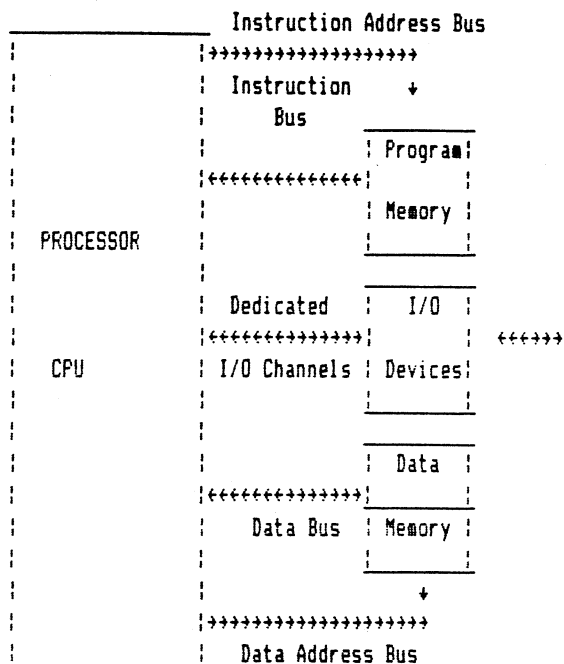 Instruction Address Bus
Instruction
Bus
Program
Memory
PROCESSOR
Dedicated I/O
CPU I/O Channels Devices
Data
Data Bus Memory
Data Address Bus